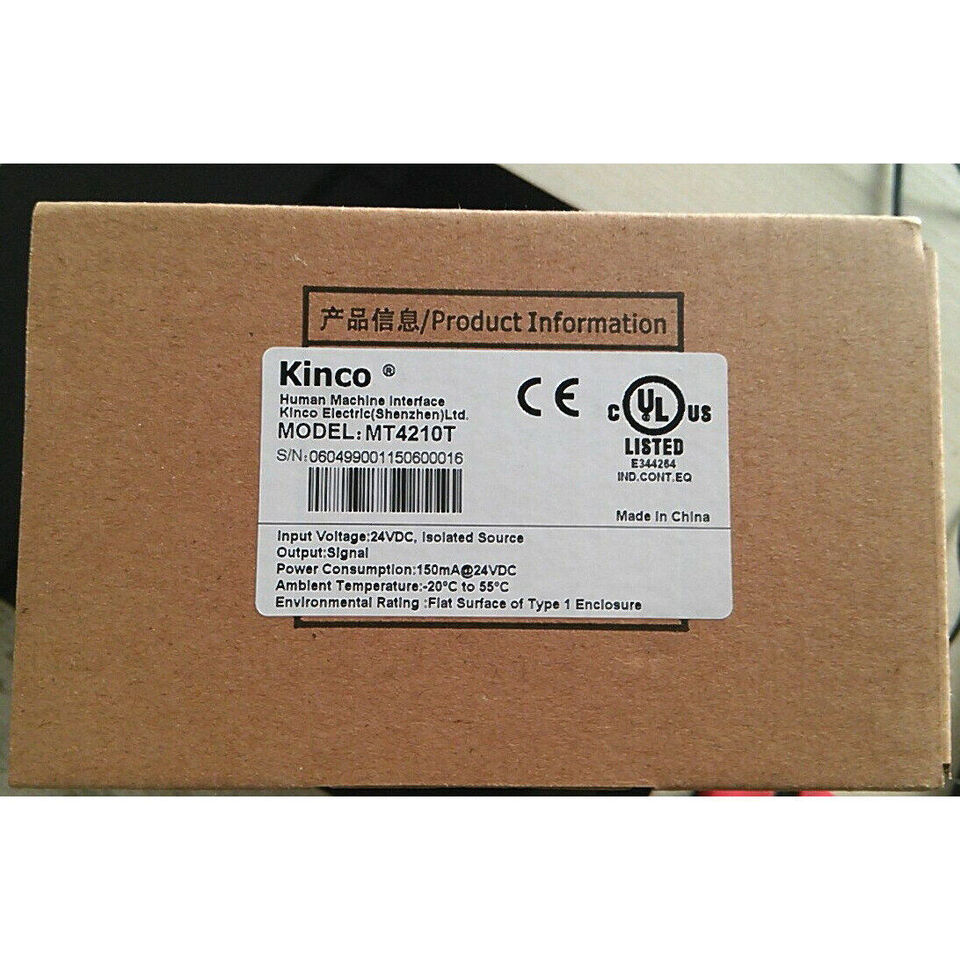 产品信息/Product Information
Kinco ®
Human Machine Interface
Kinco Electric(Shenzhen)Ltd.
MODEL:MT4210T
S/N:060499001150600016
CE
C UL US
LISTED
E344264
IND.CONT.EQ
Made In China
Input Voltage:24VDC, Isolated Source
Output:Signal
Power Consumption:150mA@24VDC
Ambient Temperature:-20°C to 55°C
Environmental Rating :Flat Surface of Type 1 Enclosure